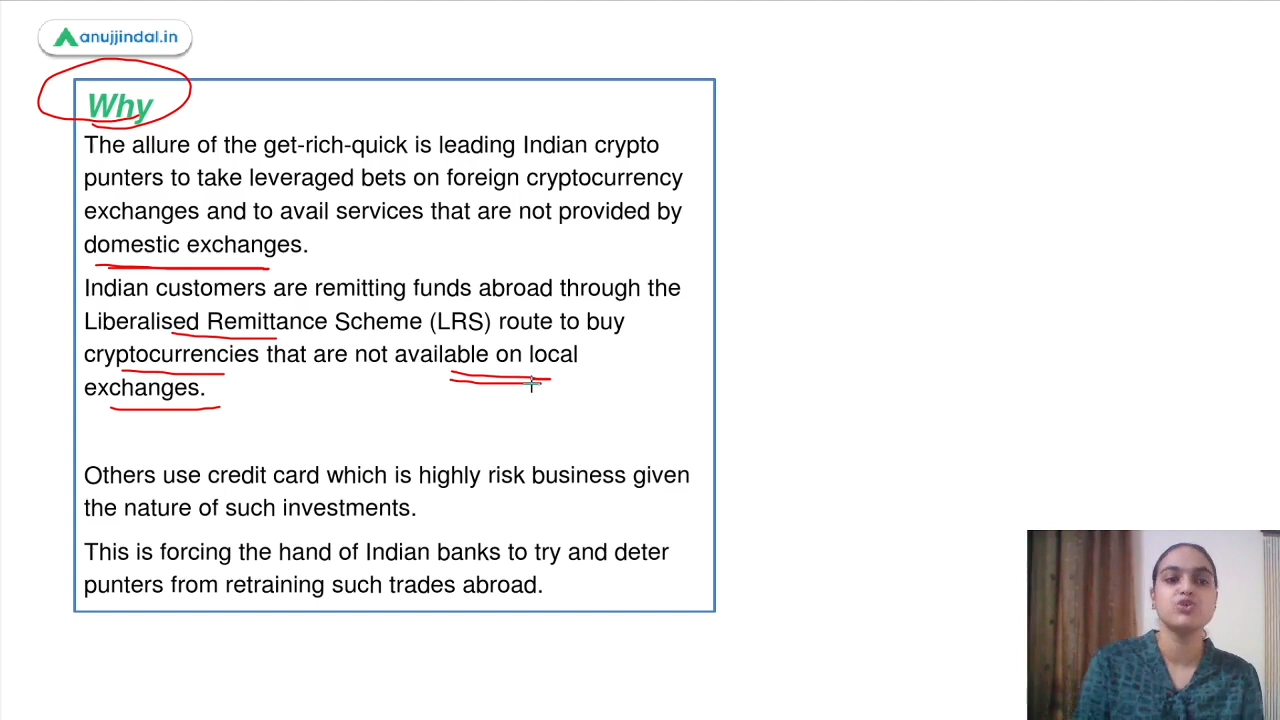 anujjindal.in
Why
The allure of the get-rich-quick is leading Indian crypto
punters to take leveraged bets on foreign cryptocurrency
exchanges and to avail services that are not provided by
domestic exchanges.
Indian customers are remitting funds abroad through the
Liberalised Remittance Scheme (LRS) route to buy
cryptocurrencies that are not available on local
exchanges.
Others use credit card which is highly risk business given
the nature of such investments.
This is forcing the hand of Indian banks to try and deter
punters from retraining such trades abroad.